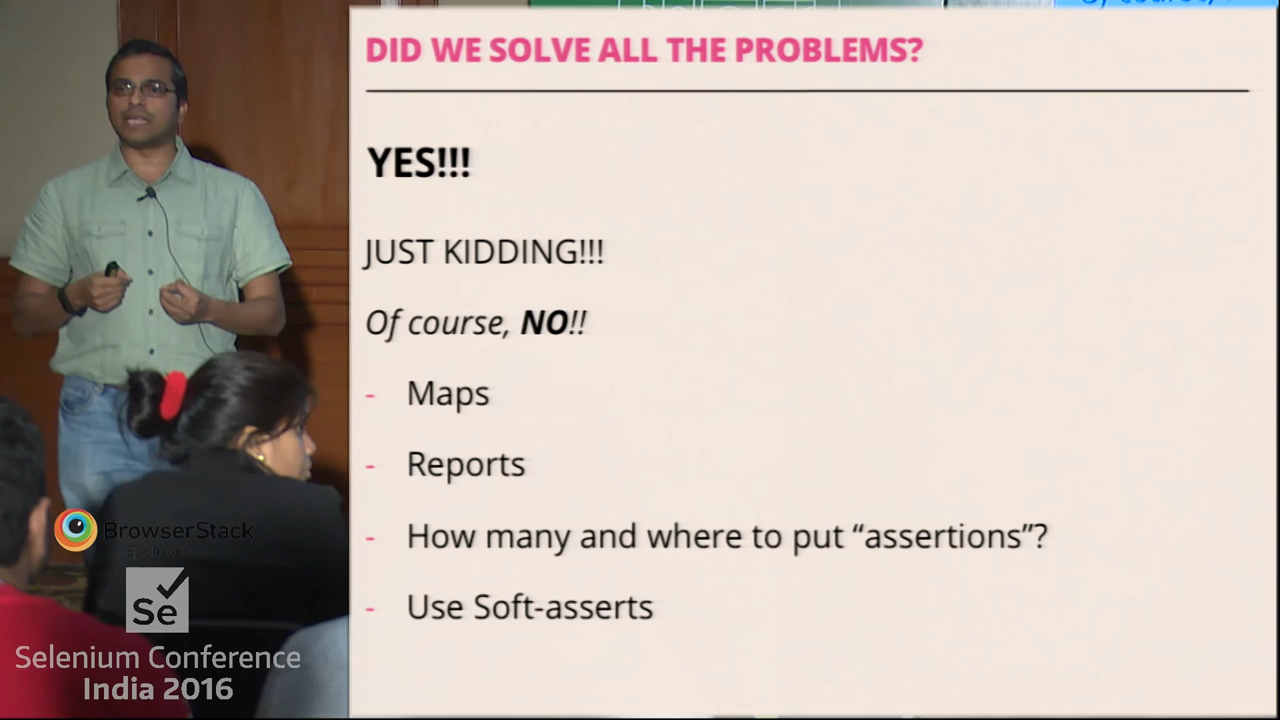 DID WE SOLVE ALL THE PROBLEMS?
YES!!!
JUST KIDDING!!!
Of course, NO!!
- Maps
- Reports
- How many and where to put “assertions”?
- Use Soft-asserts
BrowserStack
Sponsor
Se
Selenium Conference
India 2016